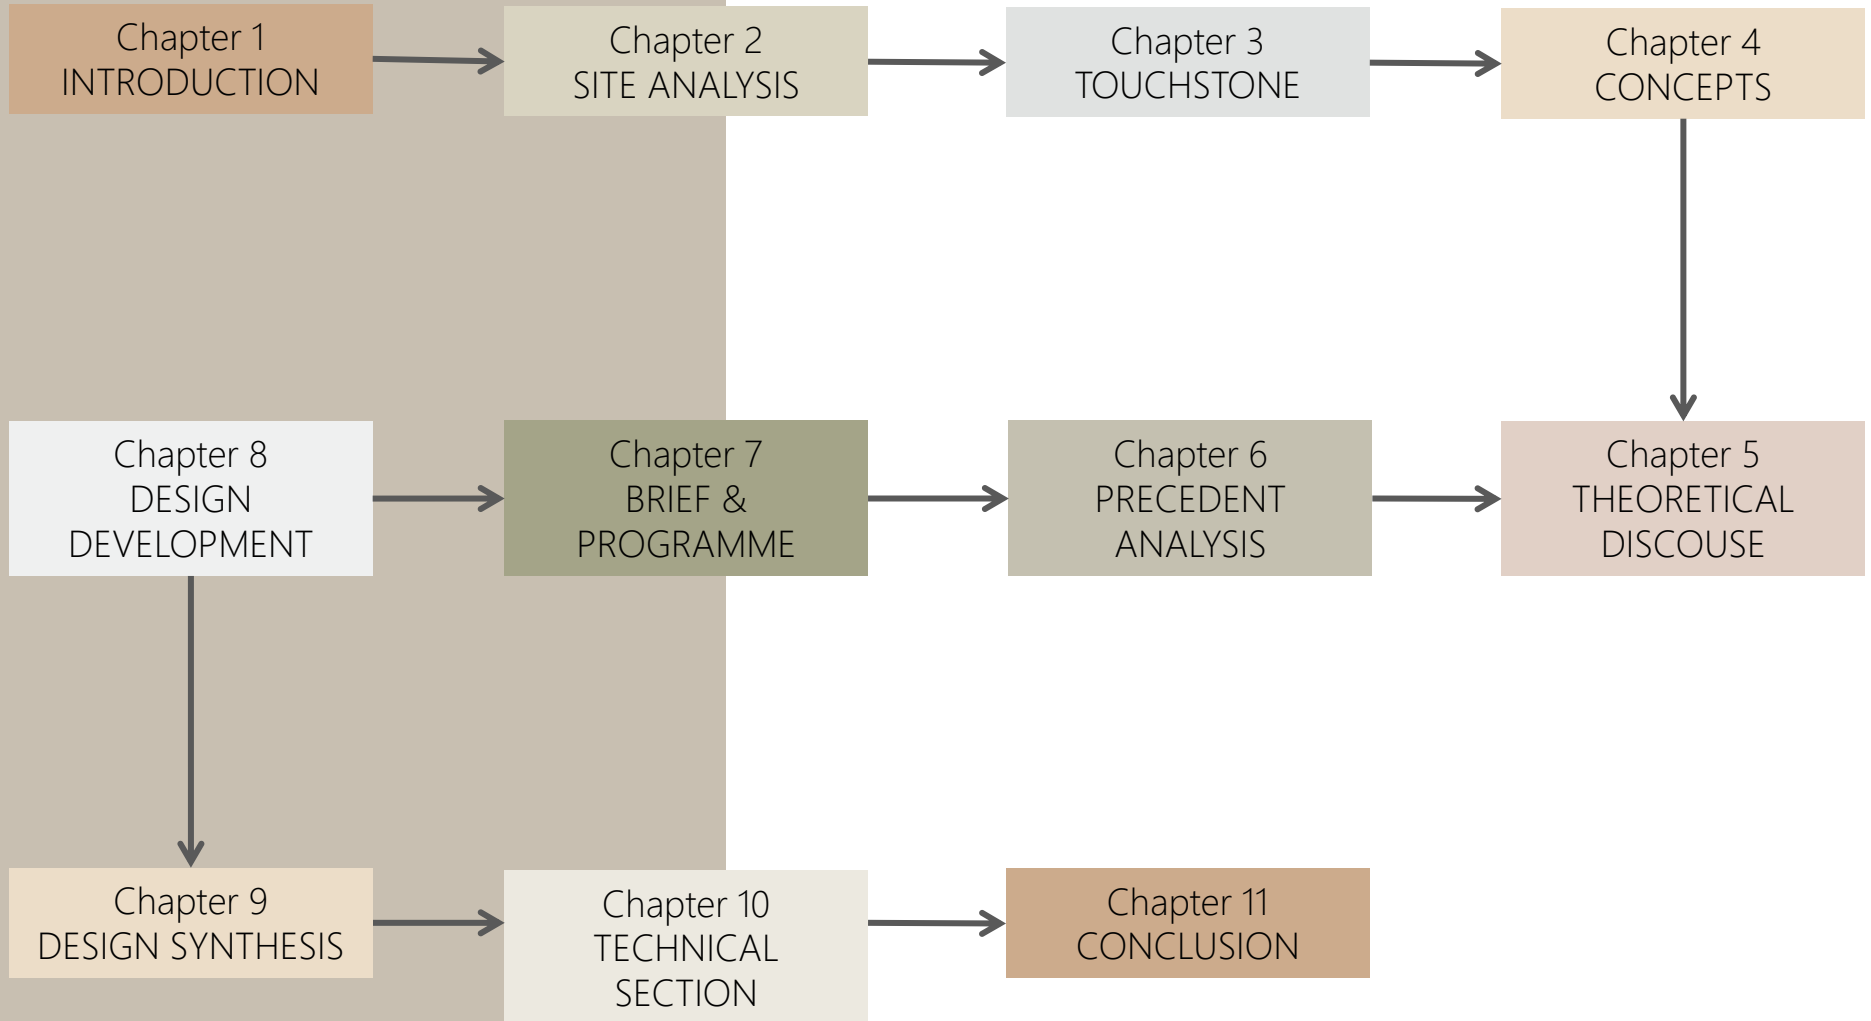 Chapter 1
INTRODUCTION
Chapter 2
SITE ANALYSIS
Chapter 3
TOUCHSTONE
Chapter 4
CONCEPTS
Chapter 8
DESIGN
DEVELOPMENT
Chapter 7
BRIEF &
PROGRAMME
Chapter 6
PRECEDENT
ANALYSIS
Chapter 5
THEORETICAL
DISCOUSE
Chapter 9
DESIGN SYNTHESIS
Chapter 10
TECHNICAL
SECTION
Chapter 11
CONCLUSION